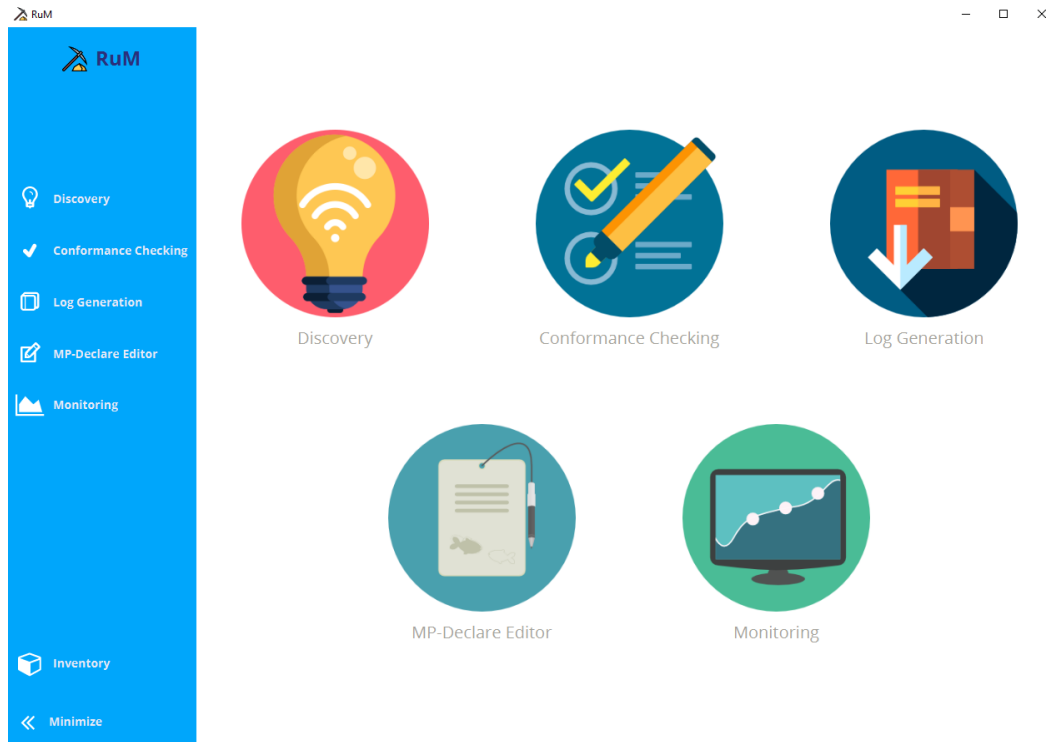 RuM
RuM
Discovery
Conformance Checking
Log Generation
MP-Declare Editor
Monitoring
Inventory
Minimize
Discovery
Conformance Checking
Log Generation
MP-Declare Editor
Monitoring